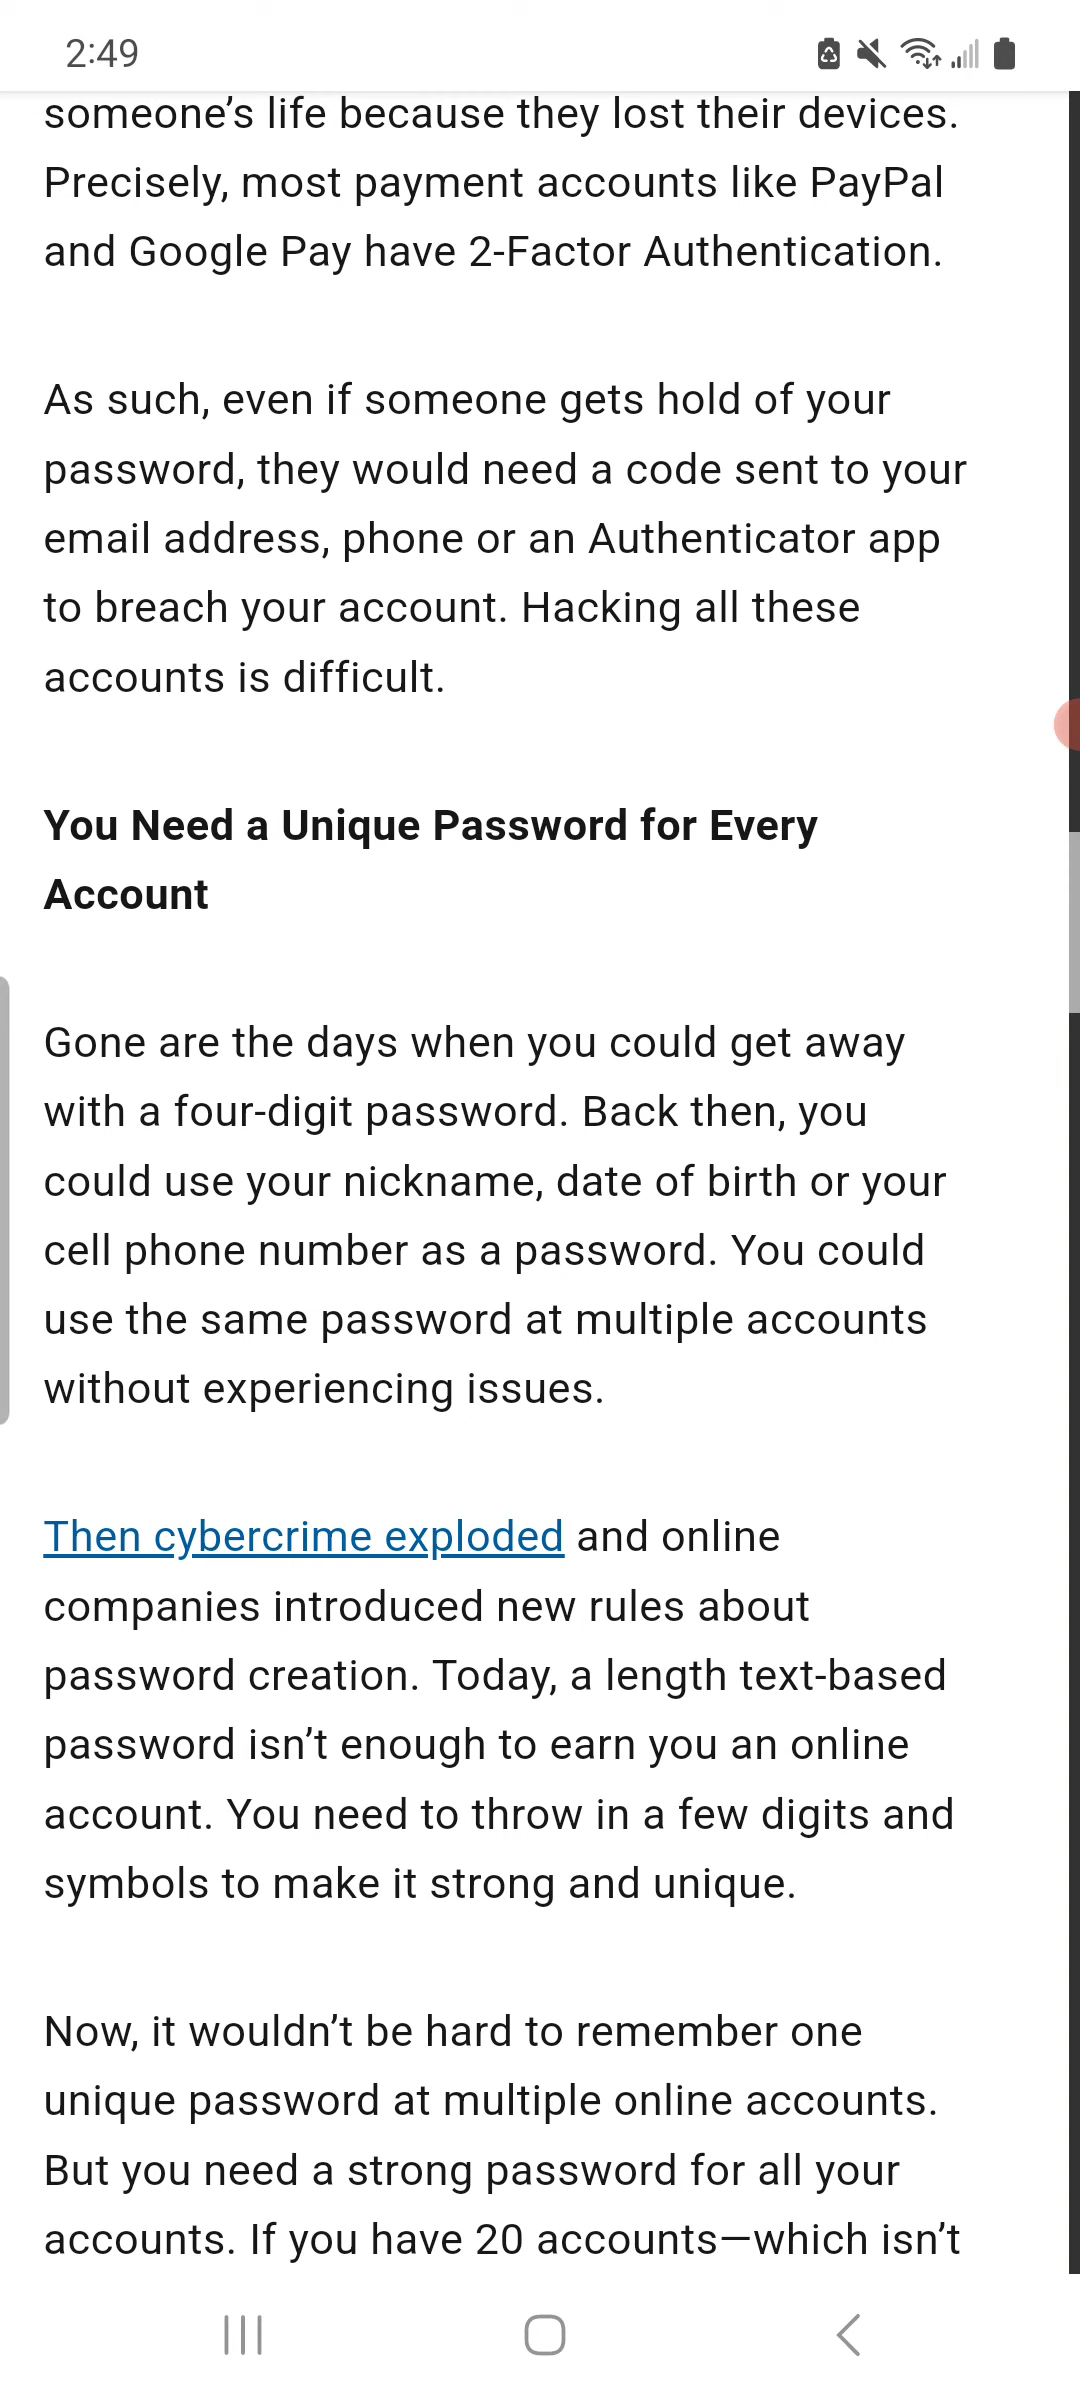 2:49
someone’s life because they lost their devices.
Precisely, most payment accounts like PayPal
and Google Pay have 2-Factor Authentication.
As such, even if someone gets hold of your
password, they would need a code sent to your
email address, phone or an Authenticator app
to breach your account. Hacking all these
accounts is difficult.
You Need a Unique Password for Every
Account
Gone are the days when you could get away
with a four-digit password. Back then, you
could use your nickname, date of birth or your
cell phone number as a password. You could
use the same password at multiple accounts
without experiencing issues.
Then cybercrime exploded and online
companies introduced new rules about
password creation. Today, a length text-based
password isn’t enough to earn you an online
account. You need to throw in a few digits and
symbols to make it strong and unique.
Now, it wouldn’t be hard to remember one
unique password at multiple online accounts.
But you need a strong password for all your
accounts. If you have 20 accounts—which isn’t